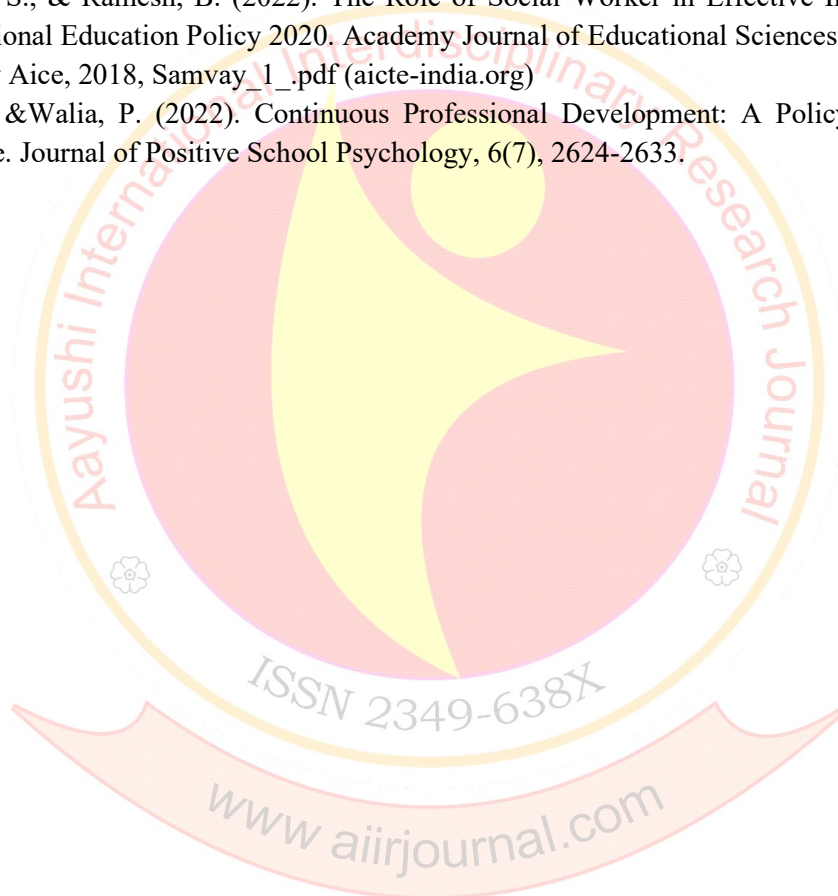 S., & Ramesh, B. (2022). The Role of Social Worker in Effective
ional Education Policy 2020. Academy Journal of Educational Sciences
Aice, 2018, Samvay_1_.pdf (aicte-india.org)
&Walia, P. (2022). Continuous Professional Development: A Policy
e. Journal of Positive School Psychology, 6(7), 2624-2633.
Aayushi International Interdisciplinary Research Journal
ISSN 2349-638X
www.aiirjournal.com